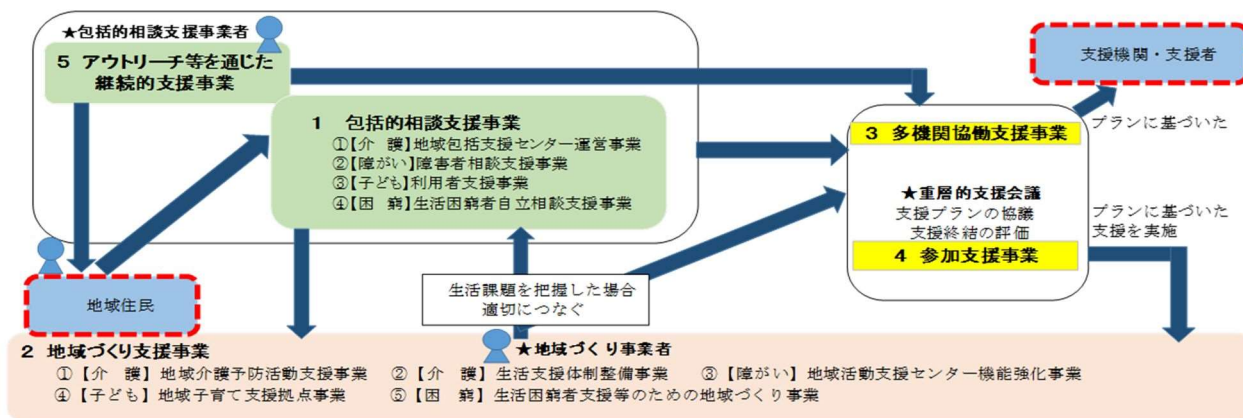 ★包括的相談支援事業者
5 アウトリーチ等を通じた
継続的支援事業
1 包括的相談支援事業
①【介 護】地域包括支援センター運営事業
②【障がい】障害者相談支援事業
③【子ども】利用者支援事業
④【困 窮】生活困窮者自立相談支援事業
支援機関・支援者
3 多機関協働支援事業
プランに基づいた
★重層的支援会議
支援プランの協議
支援終結の評価
4 参加支援事業
プランに基づいた
支援を実施
地域住民
生活課題を把握した場合
適切につなぐ
2 地域づくり支援事業
★地域づくり事業者
①【介 護】地域介護予防活動支援事業 ②【介 護】生活支援体制整備事業 ③【障がい】地域活動支援センター機能強化事業
④【子ども】地域子育て支援拠点事業 ⑤【困 窮】生活困窮者支援等のための地域づくり事業